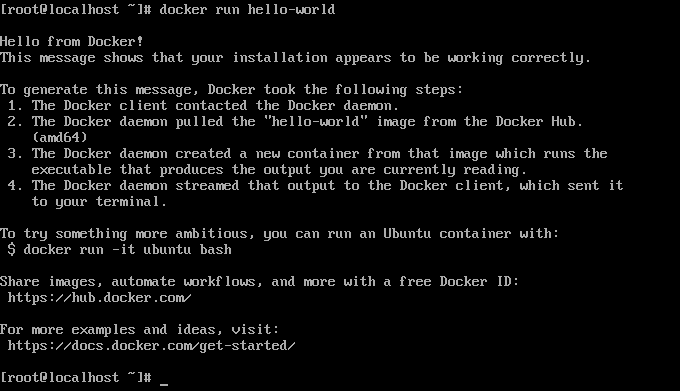 [root@localhost ~]# docker run hello-world
Hello from Docker!
This message shows that your installation appears to be working correctly.
To generate this message, Docker took the following steps:
 1. The Docker client contacted the Docker daemon.
 2. The Docker daemon pulled the "hello-world" image from the Docker Hub.
    (amd64)
 3. The Docker daemon created a new container from that image which runs the
    executable that produces the output you are currently reading.
 4. The Docker daemon streamed that output to the Docker client, which sent it
    to your terminal.
To try something more ambitious, you can run an Ubuntu container with:
 $ docker run -it ubuntu bash
Share images, automate workflows, and more with a free Docker ID:
 https://hub.docker.com/
For more examples and ideas, visit:
 https://docs.docker.com/get-started/
[root@localhost ~]# _